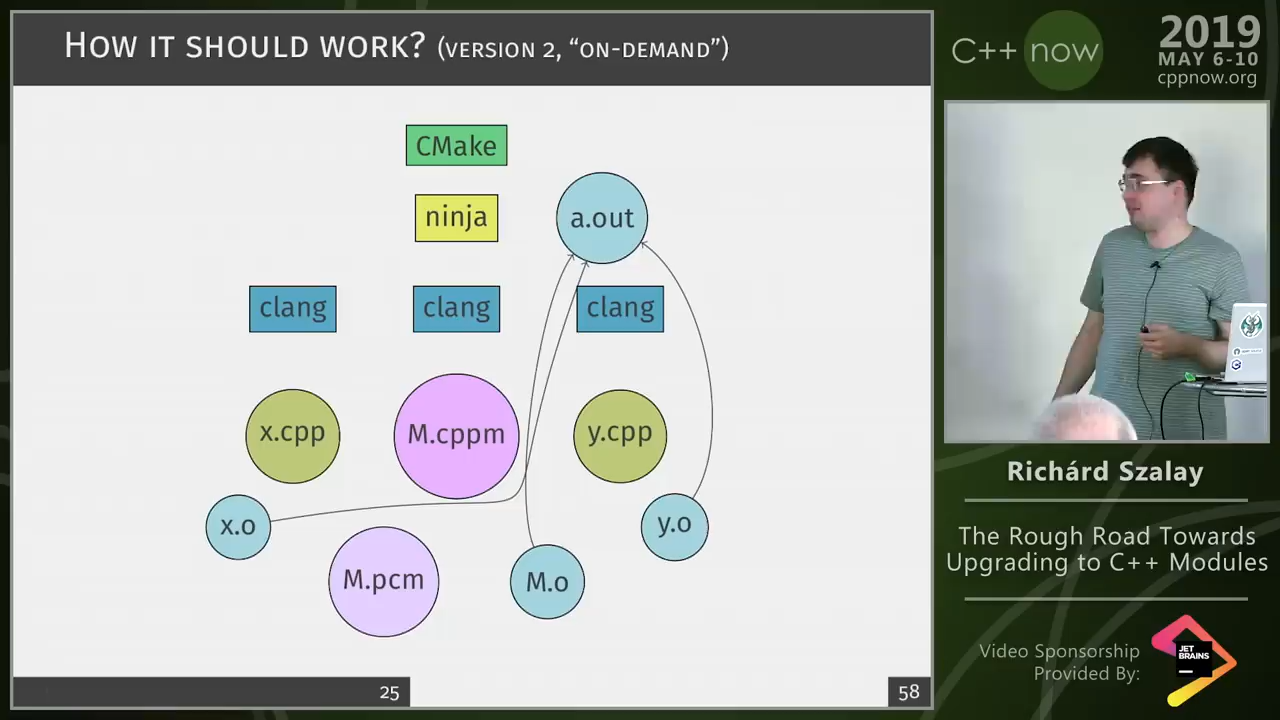 HOW IT SHOULD WORK? (VERSION 2, “ON-DEMAND”)
CMake
ninja
a.out
clang
clang
clang
x.cpp
M.cppm
y.cpp
x.o
y.o
M.pcm
M.o
25
58
C++ now
2019
MAY 6-10
cppnow.org
Richárd Szalay
The Rough Road Towards
Upgrading to C++ Modules
Video Sponsorship
Provided By:
JET
BRAINS